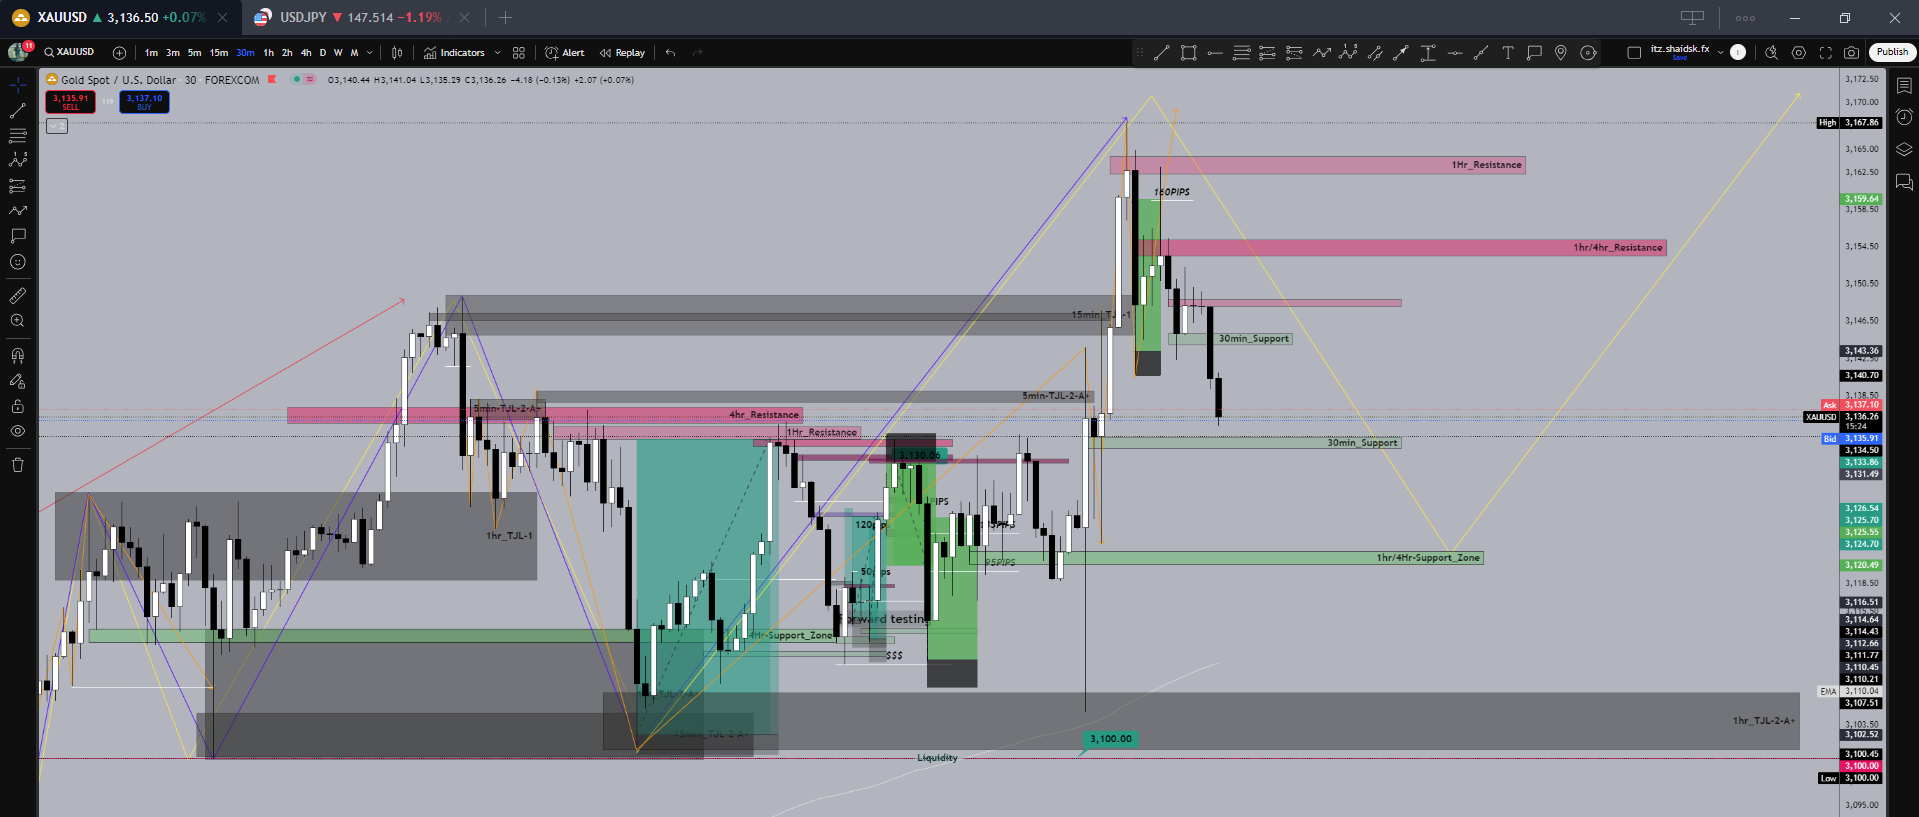 XAUUSD ▲ 3,136.50 +0.07%
USDJPY ▼ 147.514 −1.19%
11
XAUUSD
1m 3m 5m 15m 30m 1h 2h 4h D W M
Indicators
Alert
Replay
itz.shaidsk.fx
Save
Publish
Gold Spot / U.S. Dollar · 30 · FOREXCOM
O3,140.44 H3,141.04 L3,135.29 C3,136.26 −4.18 (−0.13%) +2.07 (+0.07%)
3,135.91
SELL
119
3,137.10
BUY
2
1Hr_Resistance
160PIPS
1hr/4hr_Resistance
15min_TJL-1
30min_Support
5min-TJL-2-A+
5min-TJL-2-A+
4hr_Resistance
1Hr_Resistance
30min_Support
3,130.06
PIPS
120pips
1hr_TJL-1
95PIPS
1hr/4Hr-Support_Zone
50pips
Forward testing
4Hr-Support_Zone
$$$
TJL-2-A+
1hr_TJL-2-A+
15min_TJL-2-A+
3,100.00
Liquidity
3,172.50
3,170.00
High 3,167.86
3,165.00
3,162.50
3,159.64
3,158.50
3,154.50
3,150.50
3,146.50
3,143.36
3,142.50
3,140.70
3,138.50
Ask 3,137.10
XAUUSD 3,136.26
15:24
Bid 3,135.91
3,134.50
3,133.86
3,131.49
3,126.54
3,125.70
3,125.55
3,124.70
3,120.49
3,118.50
3,116.51
3,114.64
3,114.43
3,112.66
3,111.77
3,110.45
3,110.21
EMA 3,110.04
3,107.51
3,103.50
3,102.52
3,100.45
3,100.00
Low 3,100.00
3,095.00